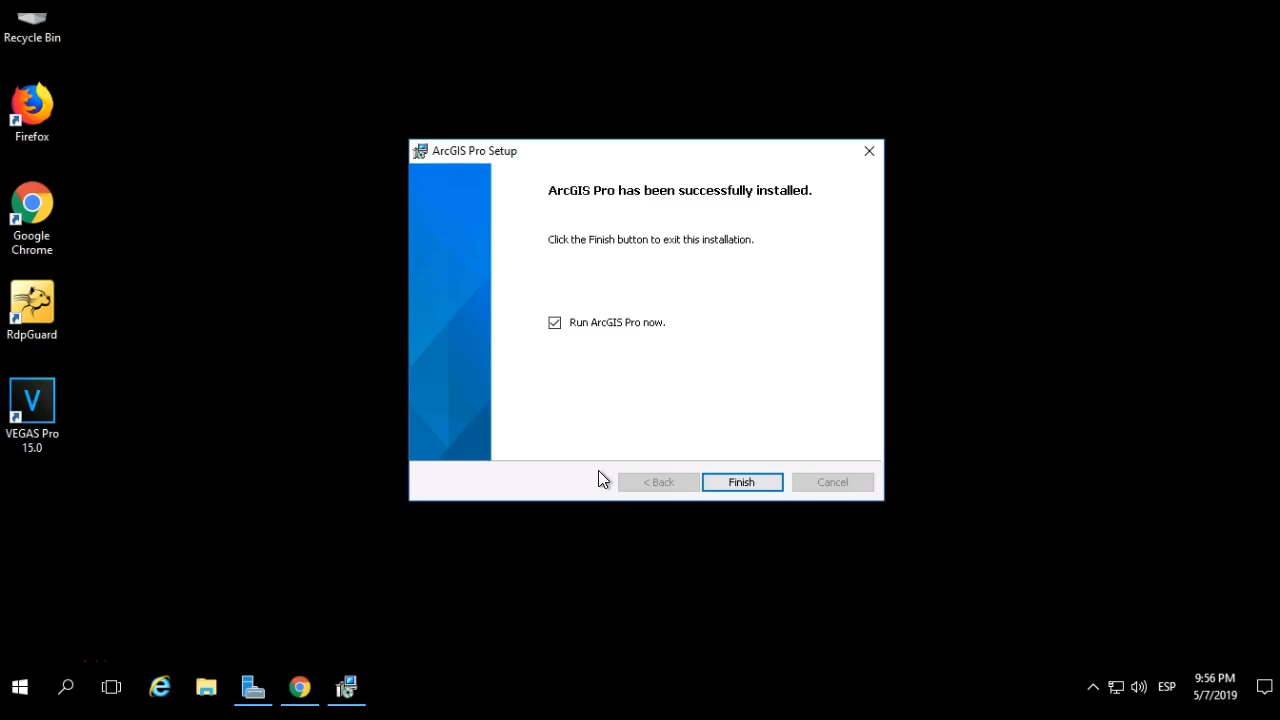 Recycle Bin
Firefox
Google
Chrome
RdpGuard
V
VEGAS Pro
15.0
ArcGIS Pro Setup
ArcGIS Pro has been successfully installed.
Click the Finish button to exit this installation.
Run ArcGIS Pro now.
< Back
Finish
Cancel
ESP
9:56 PM
5/7/2019